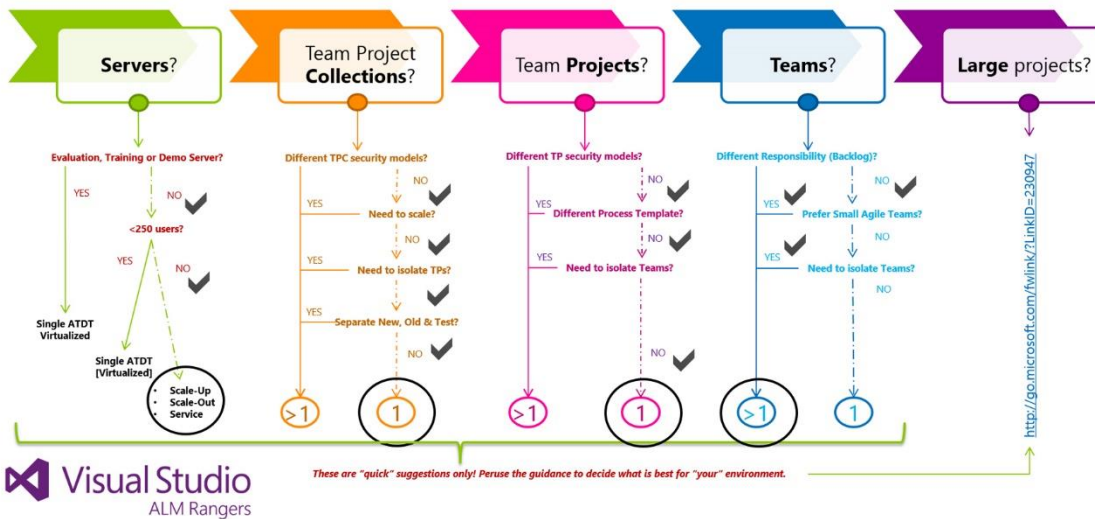 Servers?
Team Project
Collections?
Team Projects?
Teams?
Large projects?
Evaluation, Training or Demo Server?
YES
NO
<250 users?
YES
NO
Single ATDT
Virtualized
Single ATDT
[Virtualized]
• Scale-Up
• Scale-Out
• Service
Different TPC security models?
NO
YES
Need to scale?
NO
YES
Need to isolate TPs?
YES
Separate New, Old & Test?
NO
>1
1
Different TP security models?
NO
YES
Different Process Template?
NO
YES
Need to isolate Teams?
NO
>1
1
Different Responsibility (Backlog)?
NO
YES
Prefer Small Agile Teams?
NO
YES
Need to isolate Teams?
NO
>1
1
http://go.microsoft.com/fwlink/?LinkID=230947
These are "quick" suggestions only! Peruse the guidance to decide what is best for "your" environment.
Visual Studio
ALM Rangers